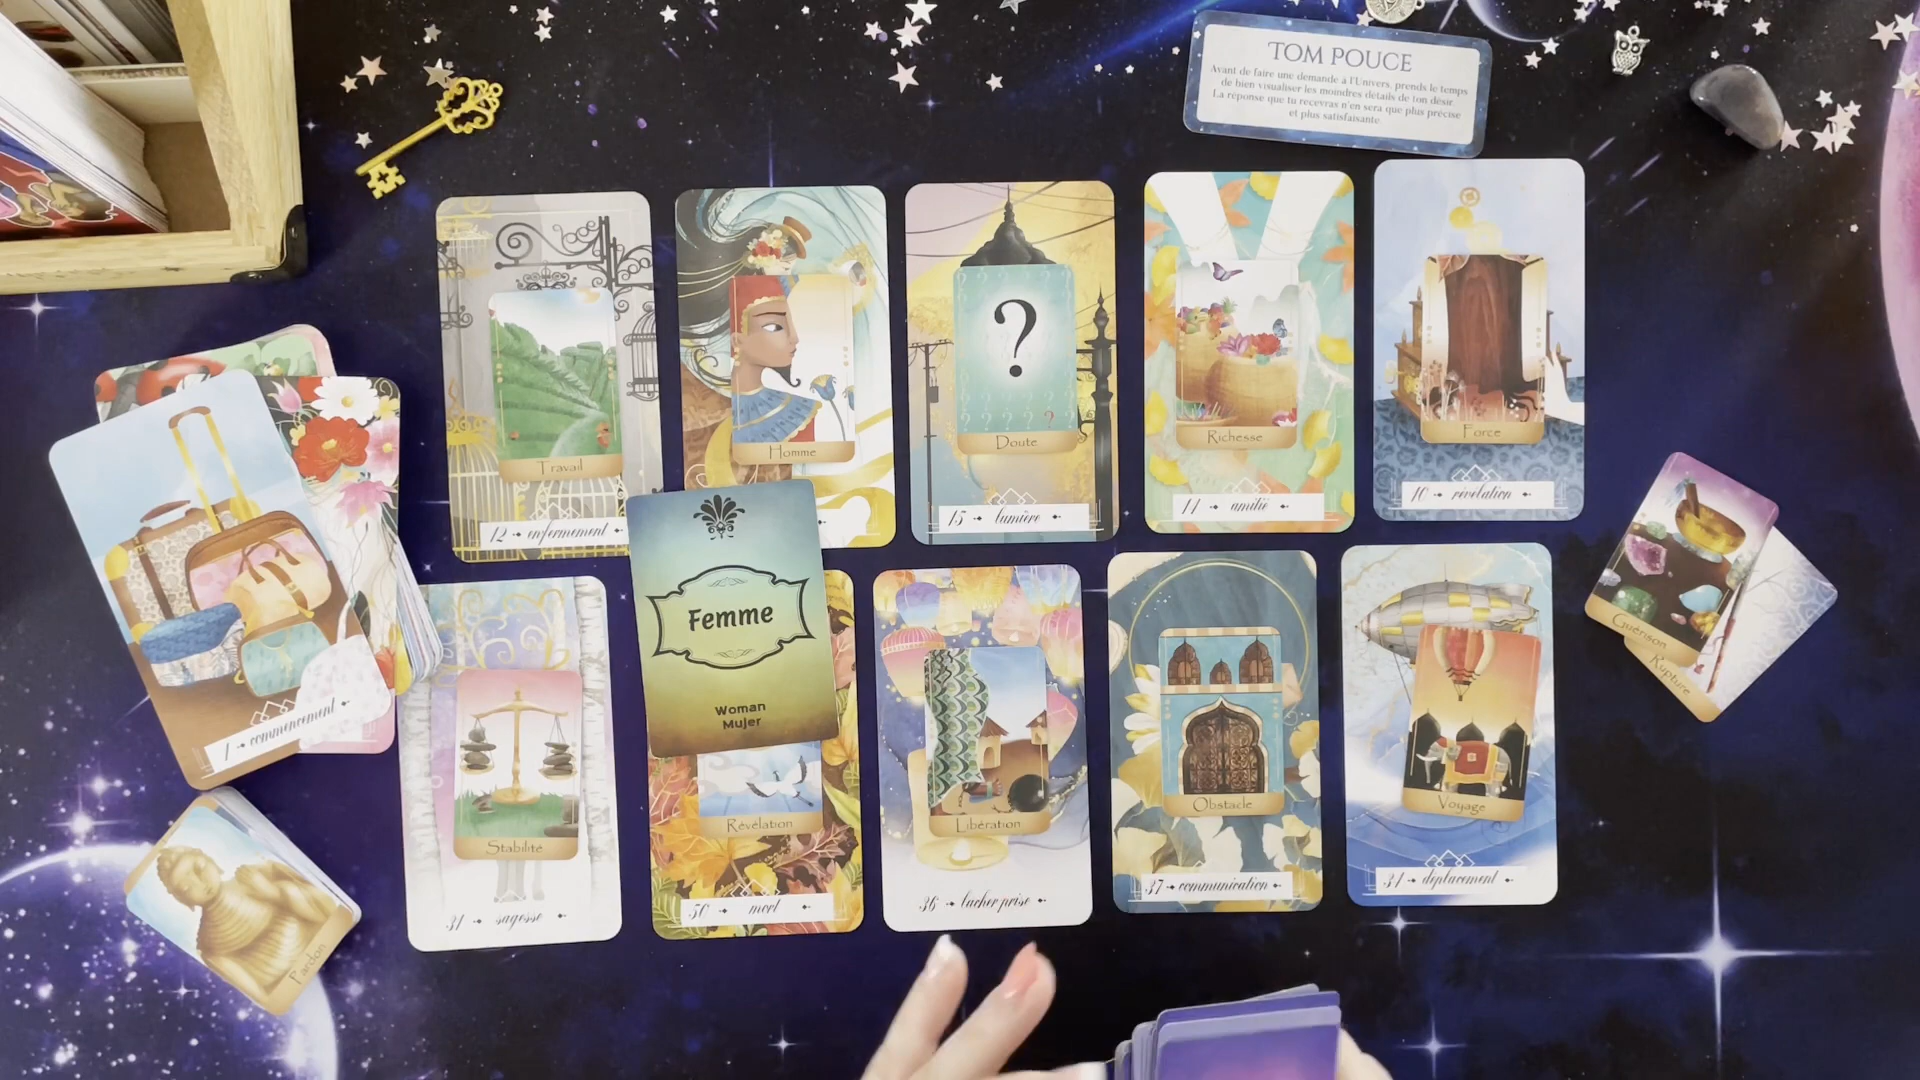 TOM POUCE
Avant de faire une demande à l'Univers, prends le temps
de bien visualiser les moindres détails de ton désir.
La réponse que tu recevras n'en sera que plus précise
et plus satisfaisante.
Travail
12 enfermement
Homme
?
Doute
15 lumière
Richesse
14 amitié
Force
10 révélation
1 commencement
Pardon
Stabilité
sagesse
Femme
Woman
Mujer
Révélation
50 mort
Libération
36 lâcher prise
Obstacle
37 communication
Voyage
déplacement
Guérison
Rupture